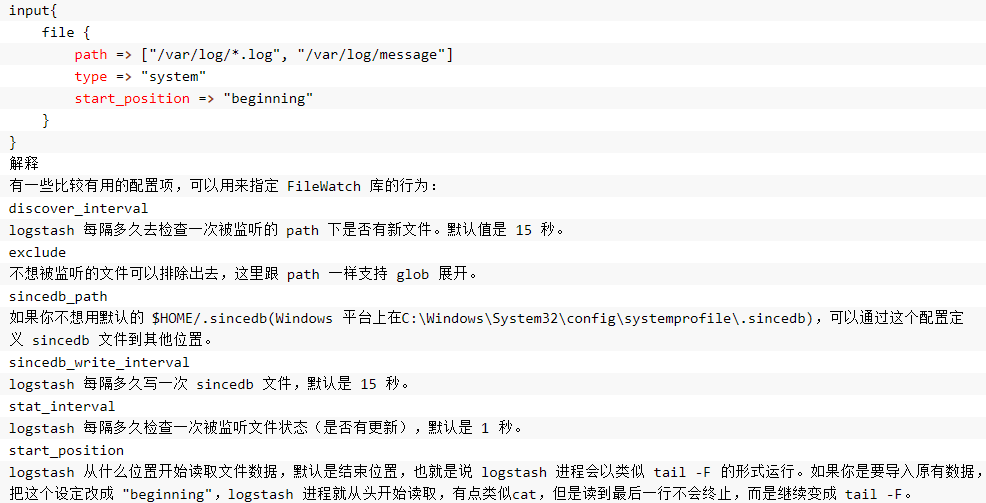 input{
    file {
        path => ["/var/log/*.log", "/var/log/message"]
        type => "system"
        start_position => "beginning"
    }
}
解释
有一些比较有用的配置项，可以用来指定 FileWatch 库的行为：
discover_interval
logstash 每隔多久去检查一次被监听的 path 下是否有新文件。默认值是 15 秒。
exclude
不想被监听的文件可以排除出去，这里跟 path 一样支持 glob 展开。
sincedb_path
如果你不想用默认的 $HOME/.sincedb(Windows 平台上在C:\Windows\System32\config\systemprofile\.sincedb)，可以通过这个配置定
义 sincedb 文件到其他位置。
sincedb_write_interval
logstash 每隔多久写一次 sincedb 文件，默认是 15 秒。
stat_interval
logstash 每隔多久检查一次被监听文件状态（是否有更新），默认是 1 秒。
start_position
logstash 从什么位置开始读取文件数据，默认是结束位置，也就是说 logstash 进程会以类似 tail -F 的形式运行。如果你是要导入原有数据，
把这个设定改成 "beginning"，logstash 进程就从头开始读取，有点类似cat，但是读到最后一行不会终止，而是继续变成 tail -F。